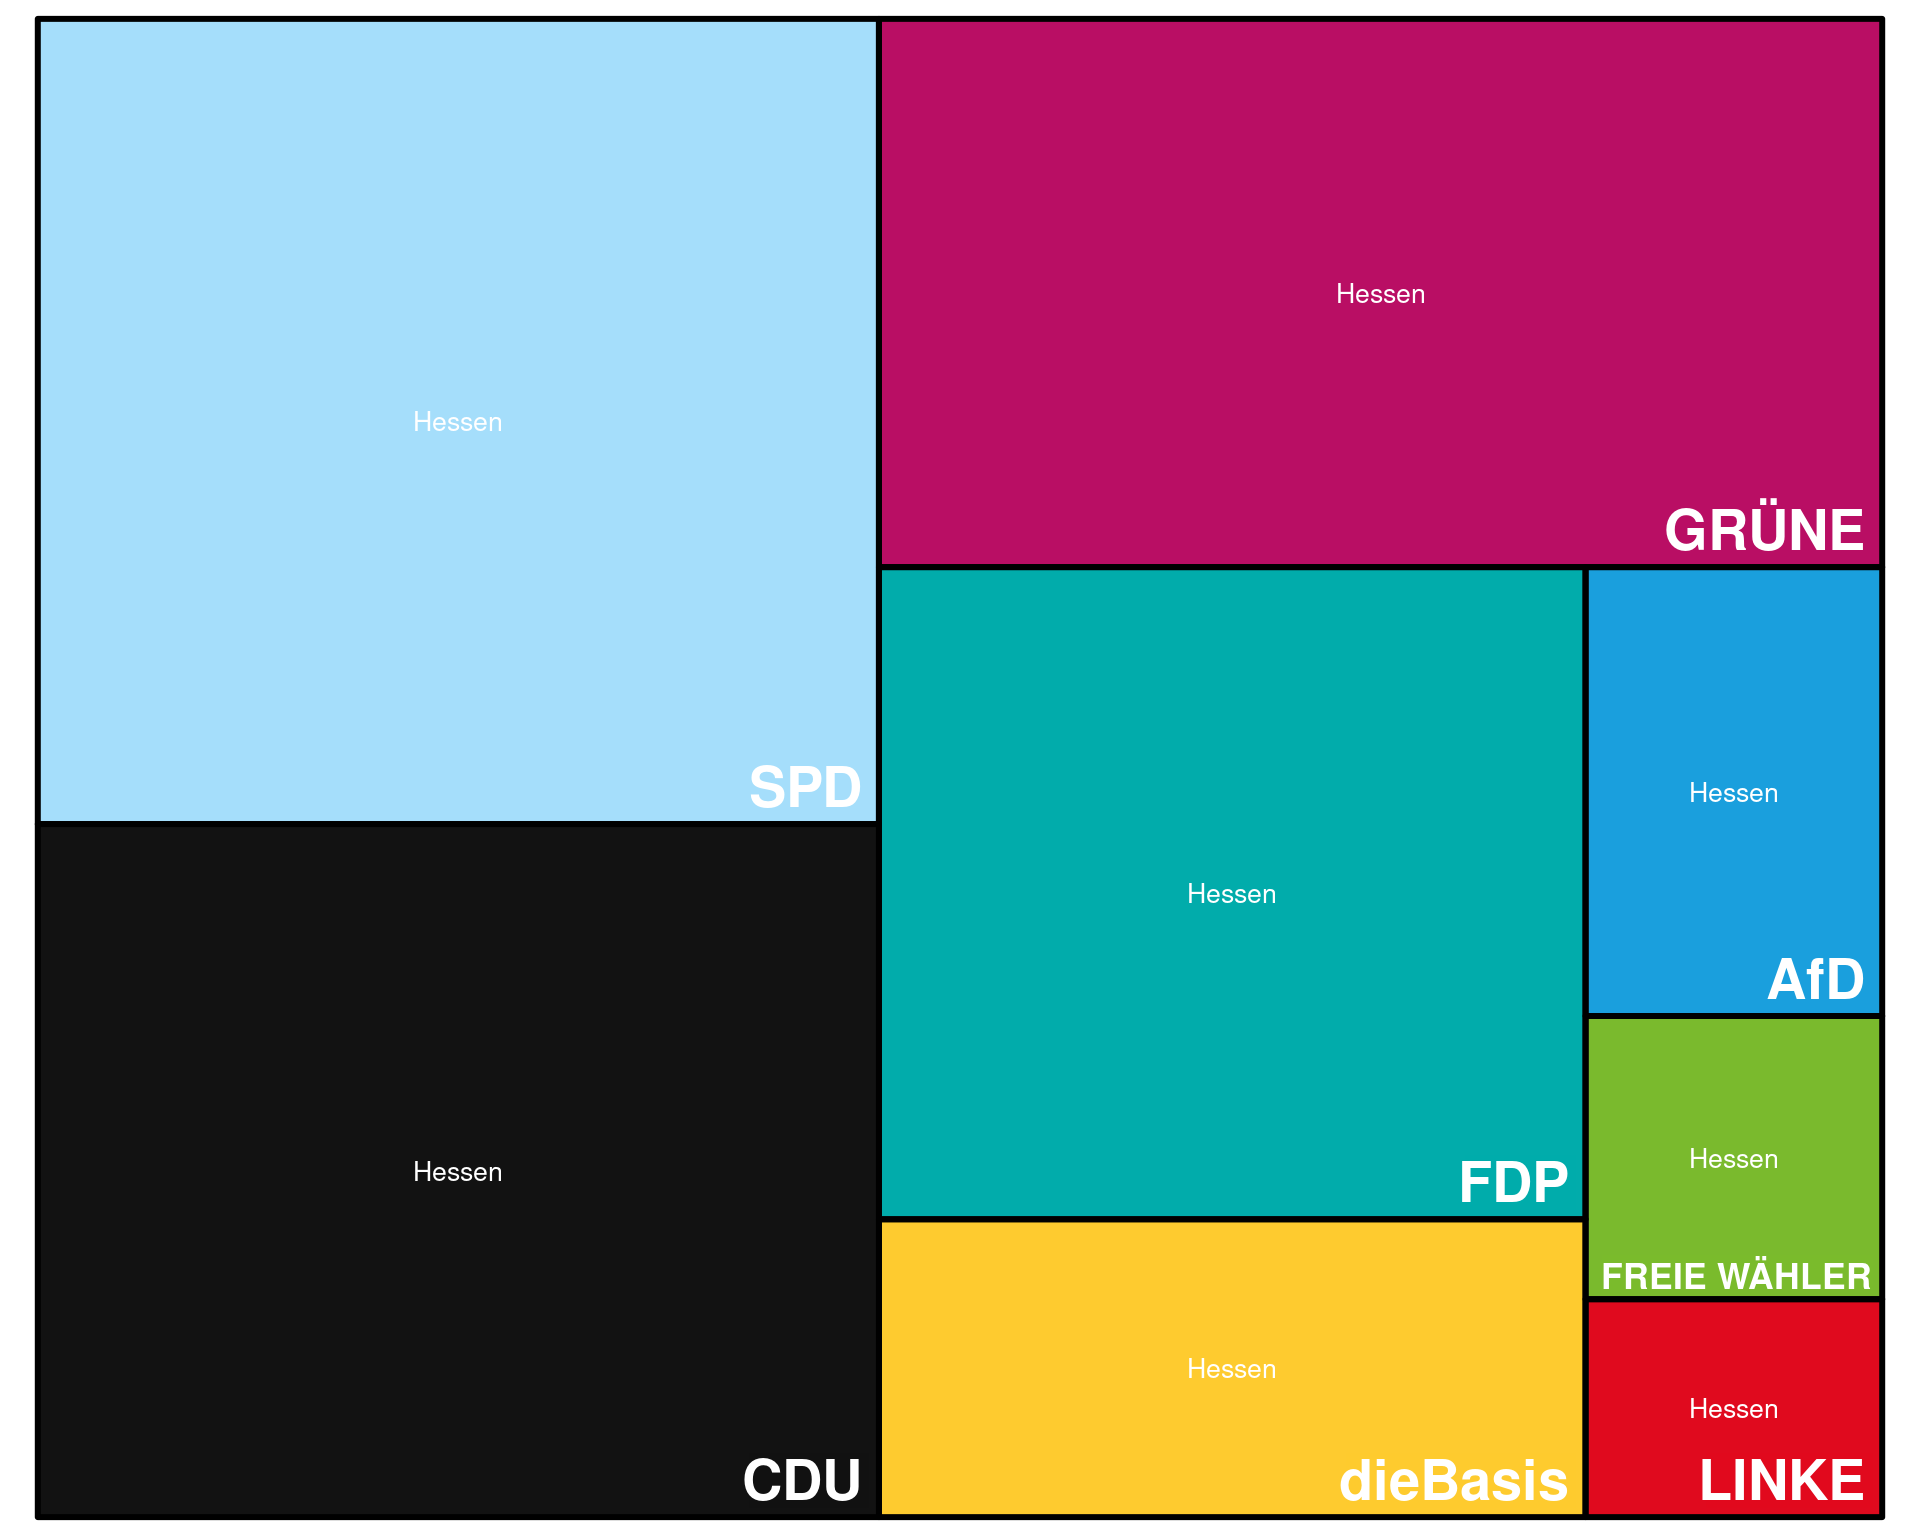 Hessen
SPD
Hessen
CDU
Hessen
GRÜNE
Hessen
FDP
Hessen
dieBasis
Hessen
AfD
Hessen
FREIE WÄHLER
Hessen
LINKE